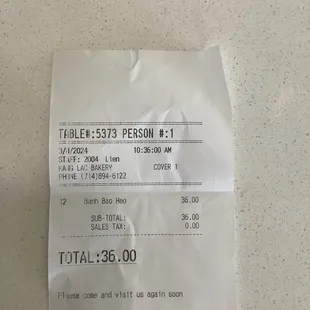 TABLE#:5373 PERSON #:1
3/4/2024 10:36:00 AM
STAFF: 2004 Lien
VANG LAC BAKERY COVER 1
PHONE (714)894-6122
12 Banh Bao Heo 36.00
SUB-TOTAL: 36.00
SALES TAX: 0.00
TOTAL:36.00
Please come and visit us again soon